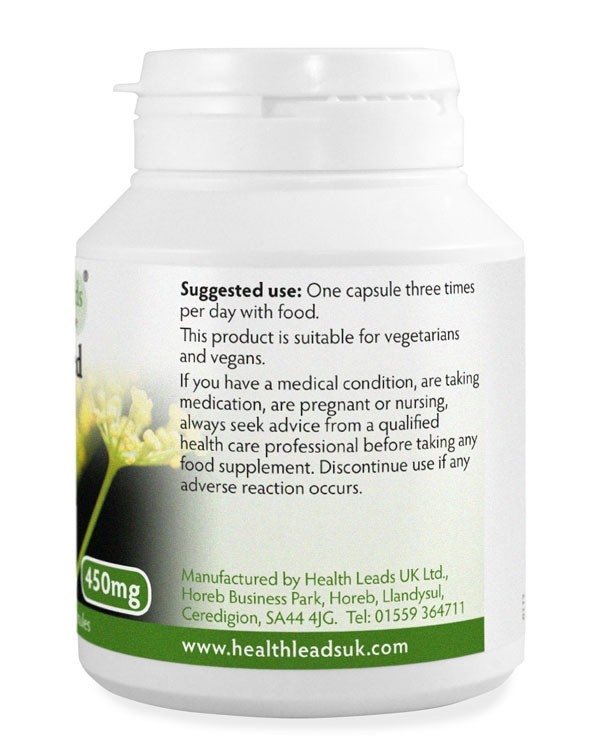 ®
Suggested use: One capsule three times
per day with food.
This product is suitable for vegetarians
and vegans.
If you have a medical condition, are taking
medication, are pregnant or nursing,
always seek advice from a qualified
health care professional before taking any
food supplement. Discontinue use if any
adverse reaction occurs.
450mg
Manufactured by Health Leads UK Ltd.,
Horeb Business Park, Horeb, Llandysul,
Ceredigion, SA44 4JG. Tel: 01559 364711
www.healthleadsuk.com